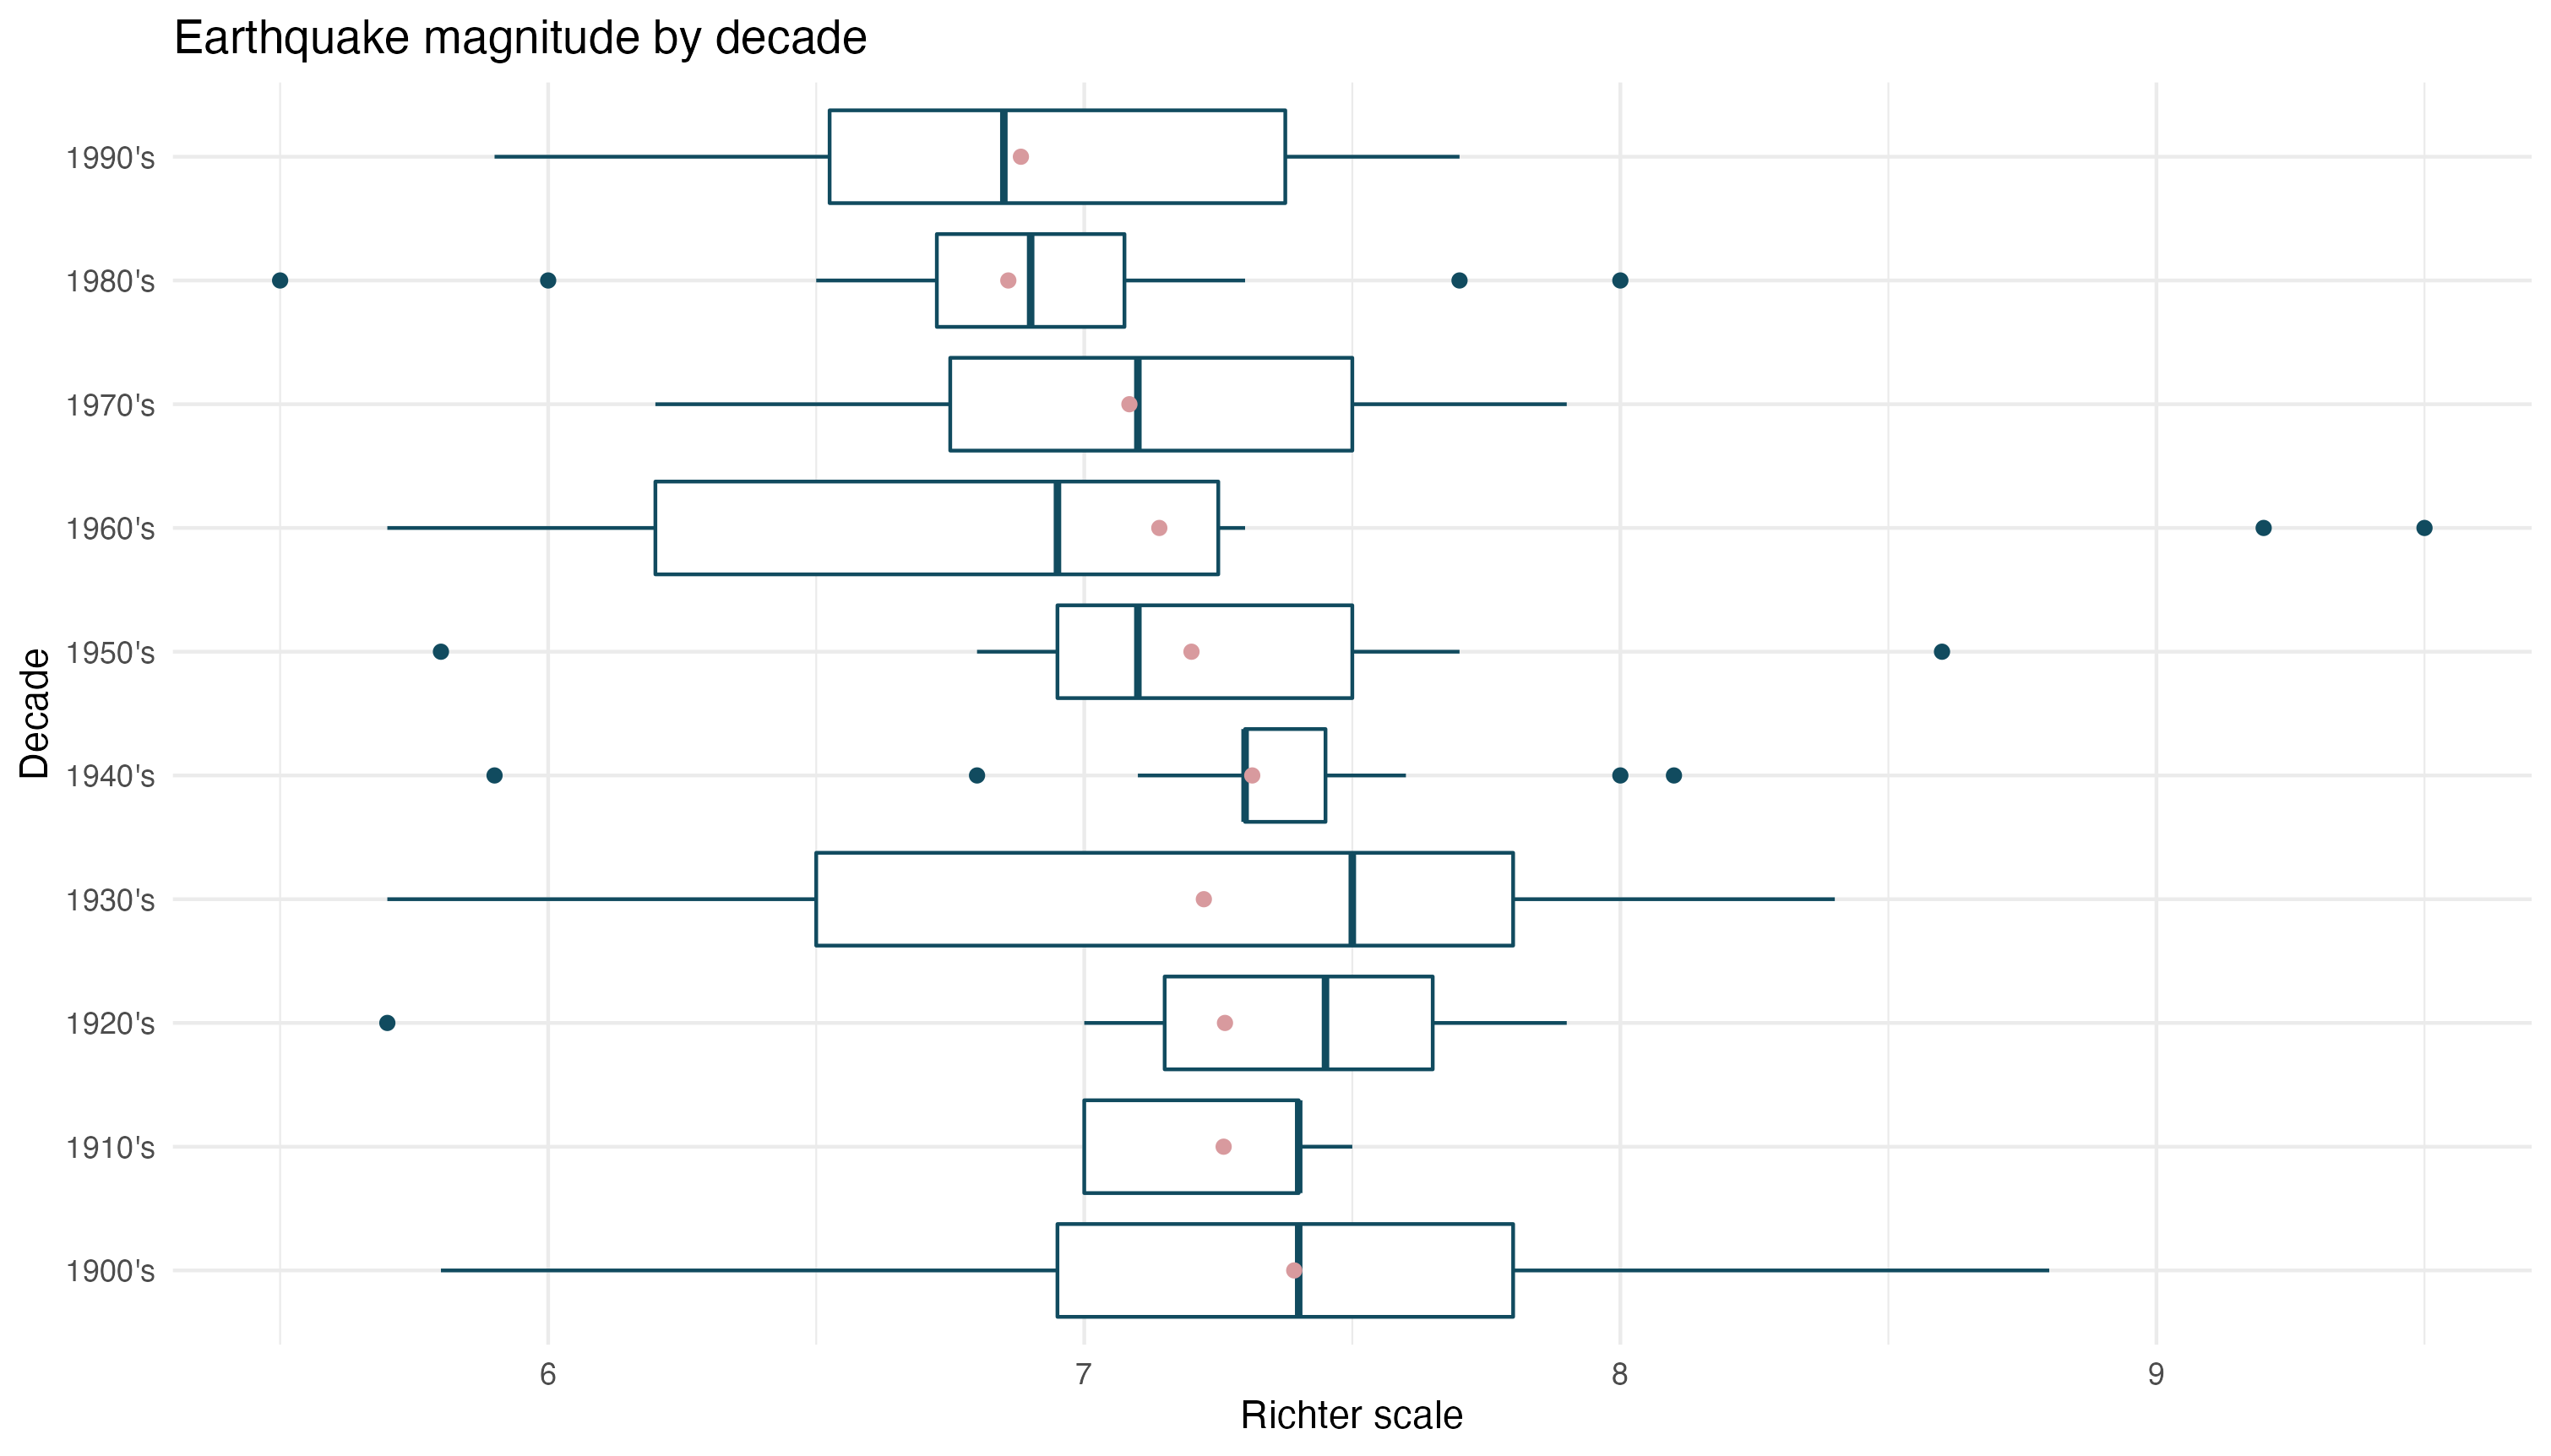 Earthquake magnitude by decade
1990's
1980's
1970's
1960's
1950's
1940's
1930's
1920's
1910's
1900's
Decade
6 7 8 9
Richter scale